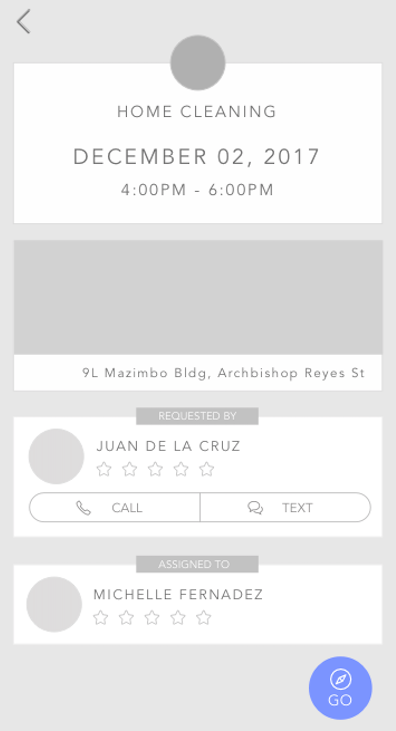 HOME CLEANING
DECEMBER 02, 2017
4:00PM - 6:00PM
9L Mazimbo Bldg, Archbishop Reyes St
REQUESTED BY
JUAN DE LA CRUZ
CALL
TEXT
ASSIGNED TO
MICHELLE FERNADEZ
GO